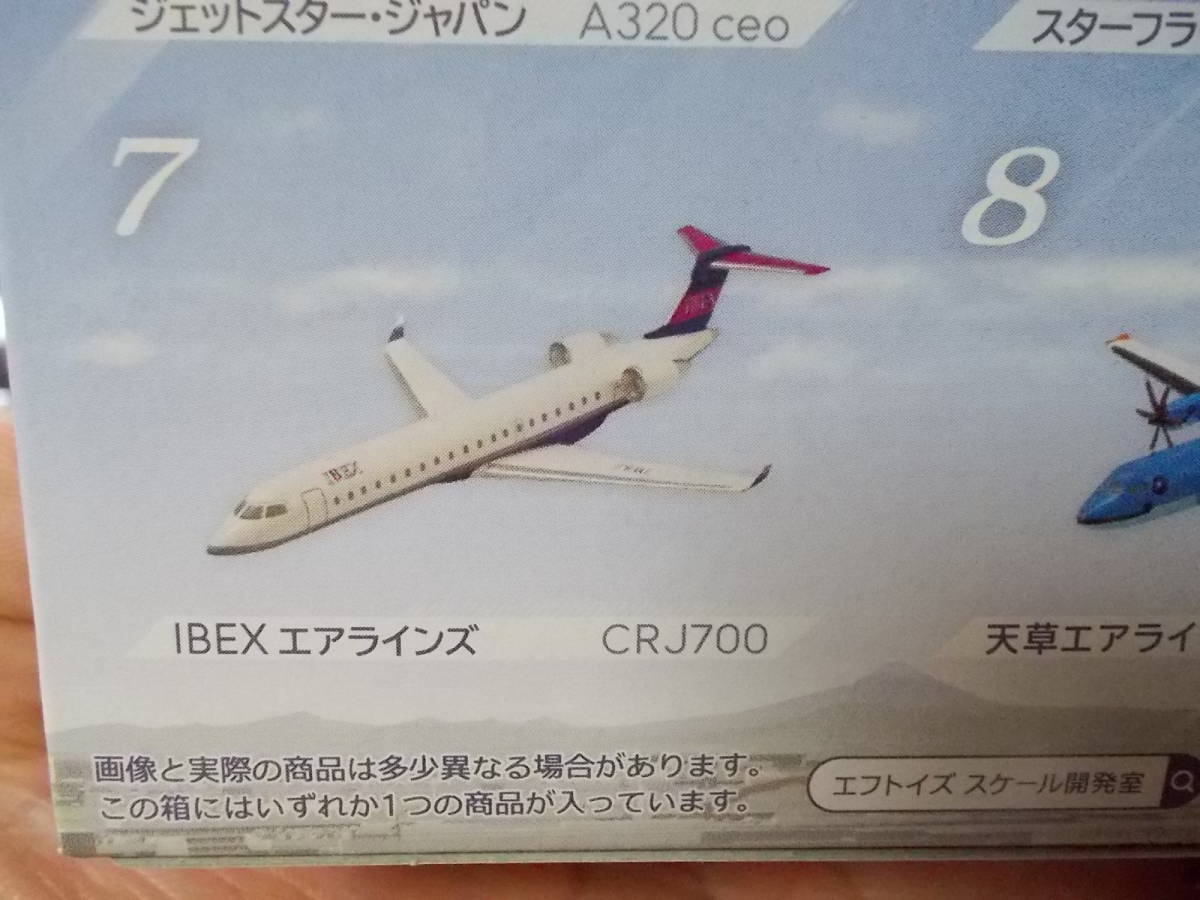 ジェットスター・ジャパン A320 ceo
スターフラ
7
8
IBEX
IBEX
IBEX
IBEX エアラインズ CRJ700
天草エアライ
画像と実際の商品は多少異なる場合があります。
この箱にはいずれか1つの商品が入っています。
エフトイズ スケール開発室